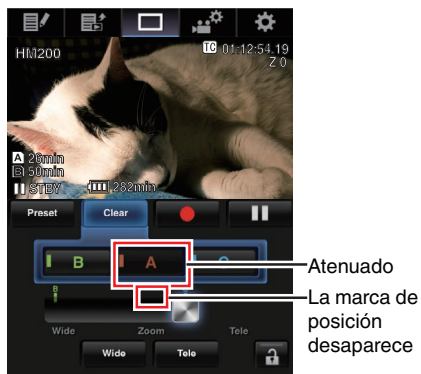 HM200
TC 01:12:54.19
Z 0
A 26min
B 50min
STBY
282min
Preset
Clear
B
A
C
B
Wide
Zoom
Tele
Wide
Tele
Atenuado
La marca de
posición
desaparece